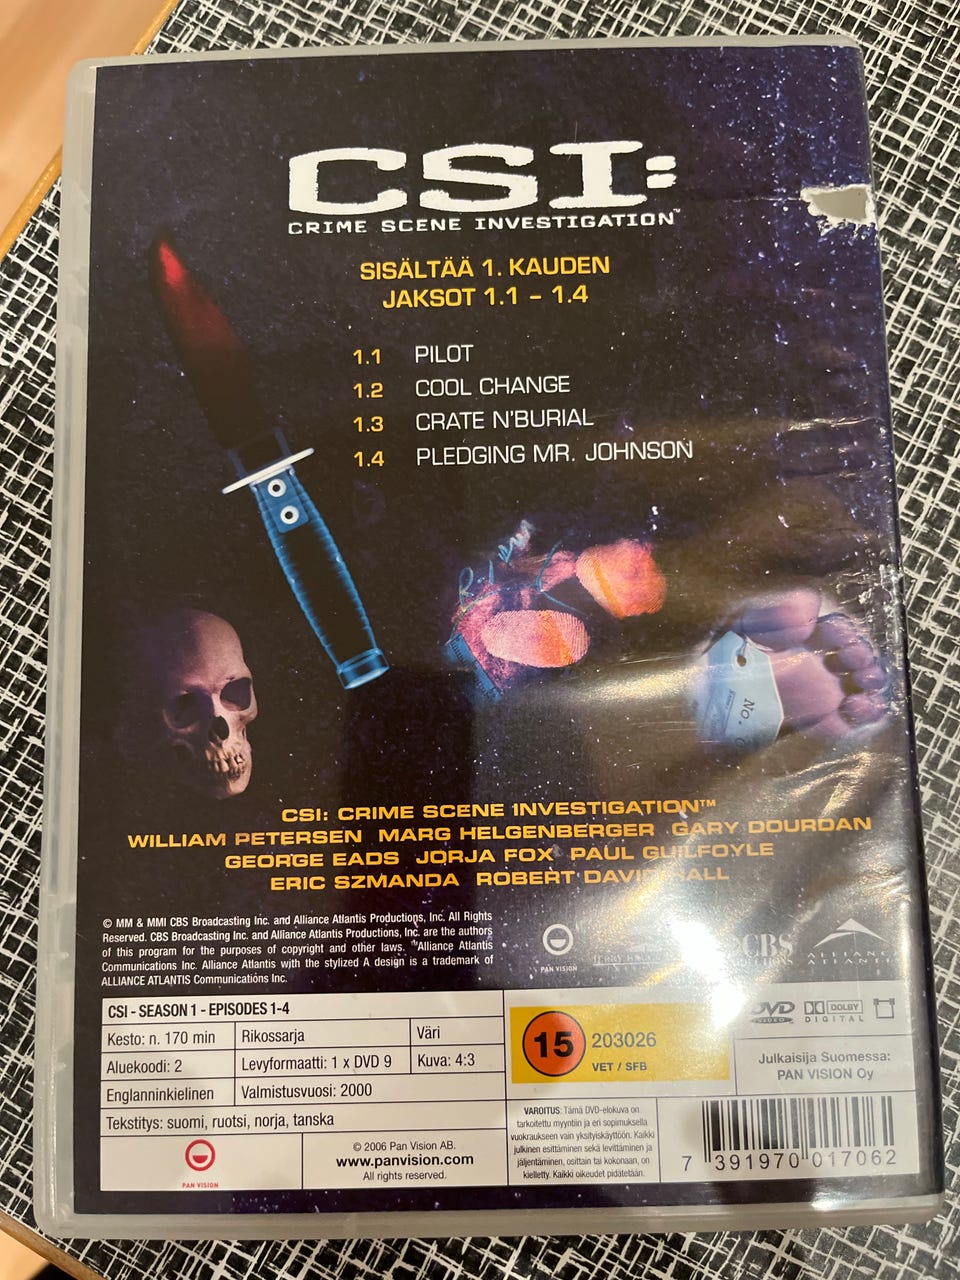 CSI:
CRIME SCENE INVESTIGATION™
SISÄLTÄÄ 1. KAUDEN
JAKSOT 1.1 – 1.4
1.1 PILOT
1.2 COOL CHANGE
1.3 CRATE N'BURIAL
1.4 PLEDGING MR. JOHNSON
No.
CSI: CRIME SCENE INVESTIGATION™
WILLIAM PETERSEN MARG HELGENBERGER GARY DOURDAN
GEORGE EADS JORJA FOX PAUL GUILFOYLE
ERIC SZMANDA ROBERT DAVID HALL
© MM & MMI CBS Broadcasting Inc. and Alliance Atlantis Productions, Inc. All Rights
Reserved. CBS Broadcasting Inc. and Alliance Atlantis Productions, Inc. are the authors
of this program for the purposes of copyright and other laws. ™Alliance Atlantis
Communications Inc. Alliance Atlantis with the stylized A design is a trademark of
ALLIANCE ATLANTIS Communications Inc.
PAN VISION
CBS
ALLIANCE
ATLANTIS
CSI - SEASON 1 - EPISODES 1-4
Kesto: n. 170 min Rikossarja Väri
Aluekoodi: 2 Levyformaatti: 1 x DVD 9 Kuva: 4:3
Englanninkielinen Valmistusvuosi: 2000
Tekstitys: suomi, ruotsi, norja, tanska
PAN VISION
© 2006 Pan Vision AB.
www.panvision.com
All rights reserved.
15 203026
VET / SFB
DVD
VIDEO
DOLBY
DIGITAL
Julkaisija Suomessa:
PAN VISION Oy
VAROITUS: Tämä DVD-elokuva on
tarkoitettu myyntiin ja eri sopimuksella
vuokraukseen vain yksityiskäyttöön. Kaikki
julkinen esittäminen sekä levittäminen ja
jäljentäminen, osittain tai kokonaan, on
kielletty. Kaikki oikeudet pidätetään.
7 391970 017062